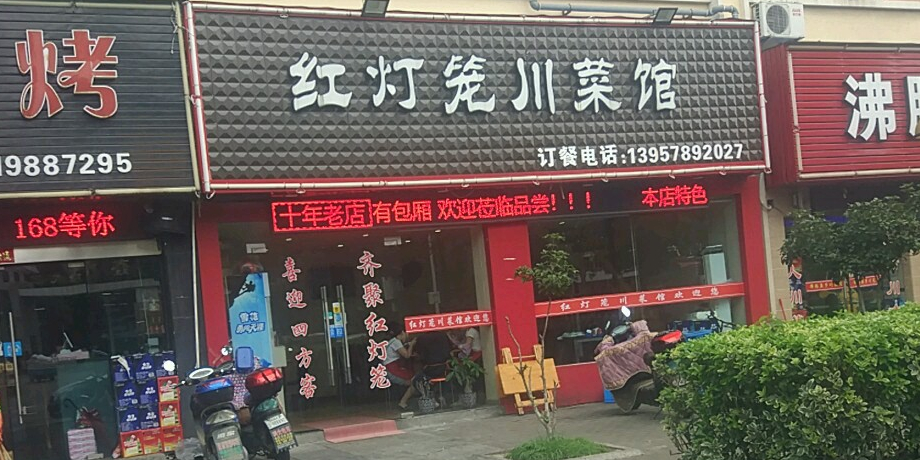 烤
19887295
168等你
红灯笼川菜馆
订餐电话:13957892027
十年老店有包厢 欢迎莅临品尝!!! 本店特色
喜迎四方客
齐聚红灯笼
红灯笼川菜馆欢迎您
红灯笼川菜馆欢迎您
沸